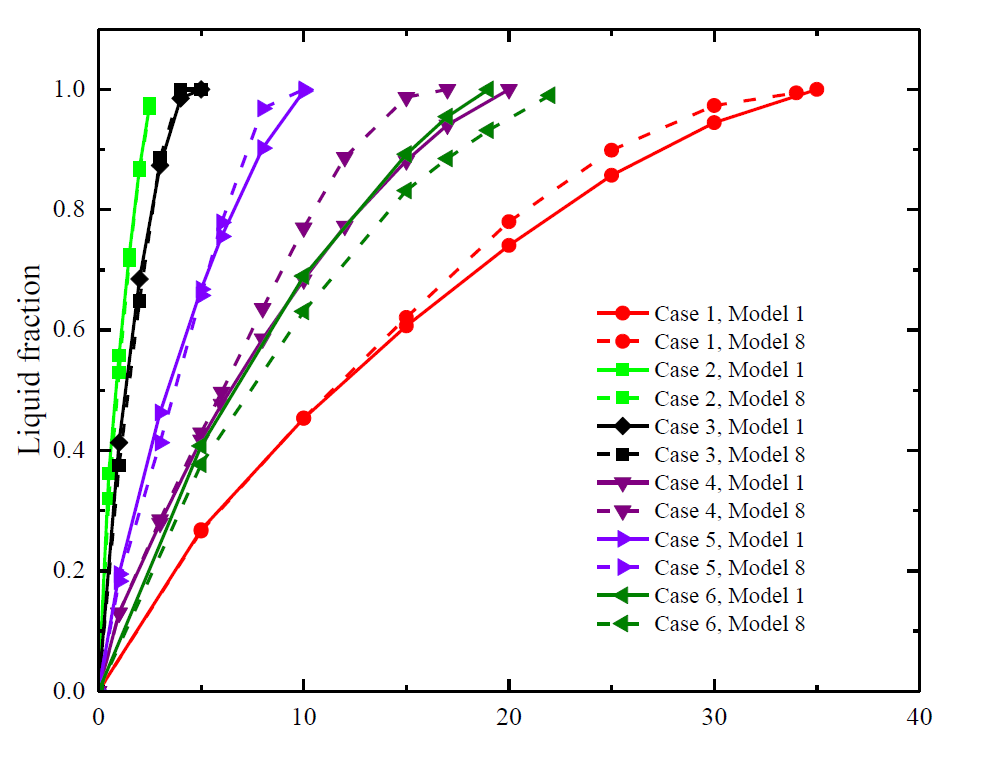 Liquid fraction
1.0
0.8
0.6
0.4
0.2
0.0
0
10
20
30
40
Case 1, Model 1
Case 1, Model 8
Case 2, Model 1
Case 2, Model 8
Case 3, Model 1
Case 3, Model 8
Case 4, Model 1
Case 4, Model 8
Case 5, Model 1
Case 5, Model 8
Case 6, Model 1
Case 6, Model 8